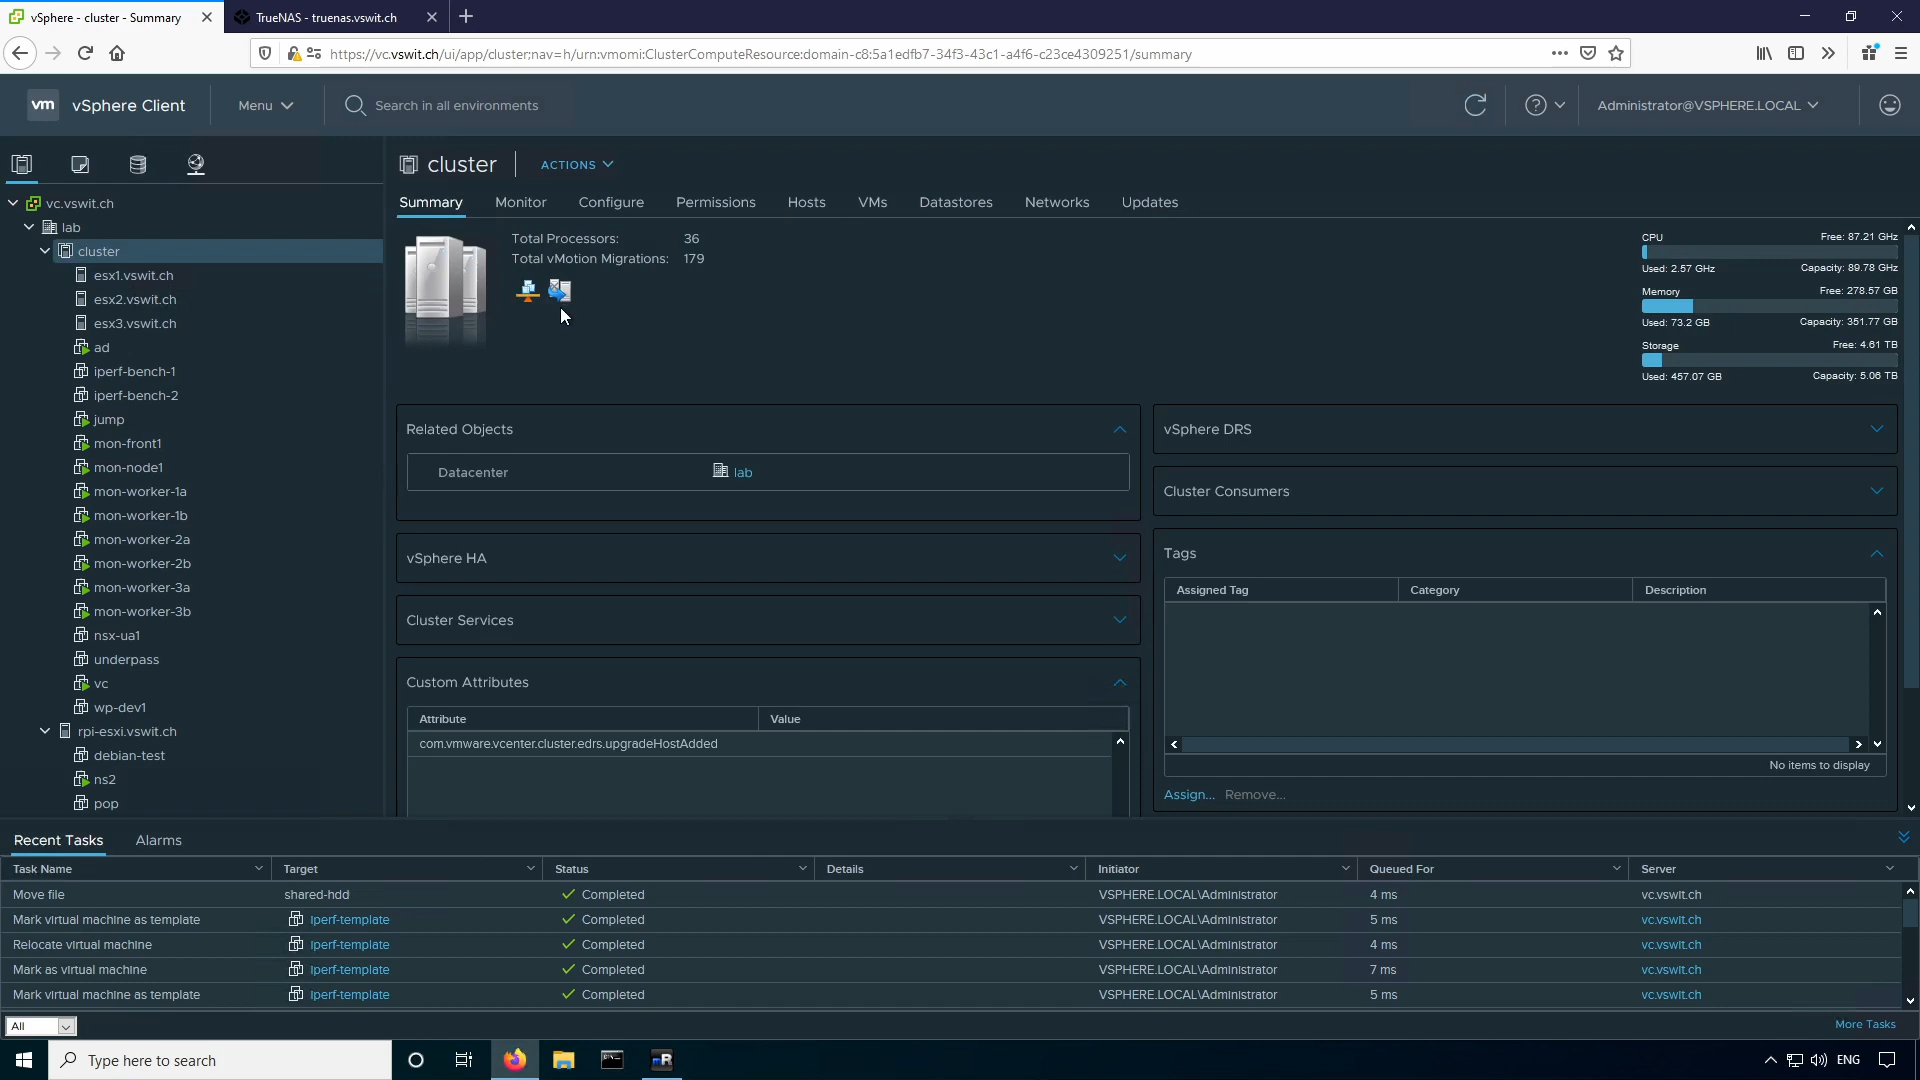 vSphere - cluster - Summary
TrueNAS - truenas.vswit.ch
https://vc.vswit.ch/ui/app/cluster;nav=h/urn:vmomi:ClusterComputeResource:domain-c8:5a1edfb7-34f3-43c1-a4f6-c23ce4309251/summary
vm vSphere Client
Menu
Search in all environments
Administrator@VSPHERE.LOCAL
vc.vswit.ch
lab
cluster
esx1.vswit.ch
esx2.vswit.ch
esx3.vswit.ch
ad
iperf-bench-1
iperf-bench-2
jump
mon-front1
mon-node1
mon-worker-1a
mon-worker-1b
mon-worker-2a
mon-worker-2b
mon-worker-3a
mon-worker-3b
nsx-ua1
underpass
vc
wp-dev1
rpi-esxi.vswit.ch
debian-test
ns2
pop
cluster
ACTIONS
Summary Monitor Configure Permissions Hosts VMs Datastores Networks Updates
Total Processors: 36
Total vMotion Migrations: 179
CPU Free: 87.21 GHz
Used: 2.57 GHz Capacity: 89.78 GHz
Memory Free: 278.57 GB
Used: 73.2 GB Capacity: 351.77 GB
Storage Free: 4.61 TB
Used: 457.07 GB Capacity: 5.06 TB
Related Objects
Datacenter lab
vSphere HA
Cluster Services
Custom Attributes
Attribute Value
com.vmware.vcenter.cluster.edrs.upgradeHostAdded
vSphere DRS
Cluster Consumers
Tags
Assigned Tag Category Description
No items to display
Assign... Remove...
Recent Tasks Alarms
Task Name Target Status Details Initiator Queued For Server
Move file shared-hdd Completed VSPHERE.LOCAL\Administrator 4 ms vc.vswit.ch
Mark virtual machine as template iperf-template Completed VSPHERE.LOCAL\Administrator 5 ms vc.vswit.ch
Relocate virtual machine iperf-template Completed VSPHERE.LOCAL\Administrator 4 ms vc.vswit.ch
Mark as virtual machine iperf-template Completed VSPHERE.LOCAL\Administrator 7 ms vc.vswit.ch
Mark virtual machine as template iperf-template Completed VSPHERE.LOCAL\Administrator 5 ms vc.vswit.ch
All
More Tasks
Type here to search
mR
ENG